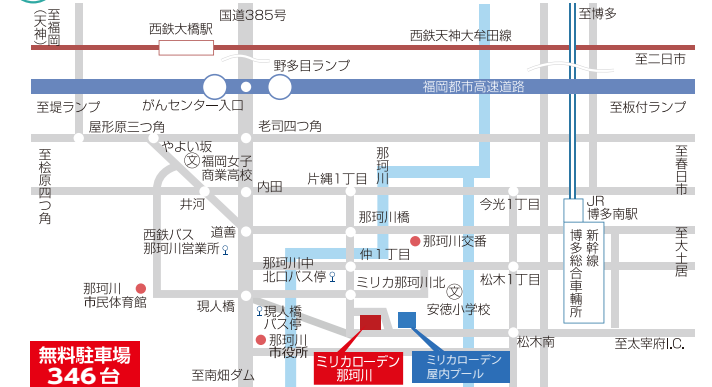 至福岡
（天神）
国道385号
至博多
西鉄大橋駅
西鉄天神大牟田線
至二日市
野多目ランプ
福岡都市高速道路
至堤ランプ
がんセンター入口
至板付ランプ
屋形原三つ角
老司四つ角
やよい坂
文
福岡女子
商業高校
那珂川
至桧原四つ角
至春日市
内田
片縄1丁目
井河
今光1丁目
JR
博多南駅
道善
那珂川橋
西鉄バス
那珂川営業所
那珂川交番
仲1丁目
新幹線
博多総合車輌所
至大土居
那珂川中
北口バス停
松木1丁目
ミリカ那珂川北
文
安徳小学校
那珂川
市民体育館
現人橋
現人橋
バス停
那珂川
市役所
松木南
至太宰府I.C.
無料駐車場
346台
ミリカローデン
那珂川
ミリカローデン
屋内プール
至南畑ダム